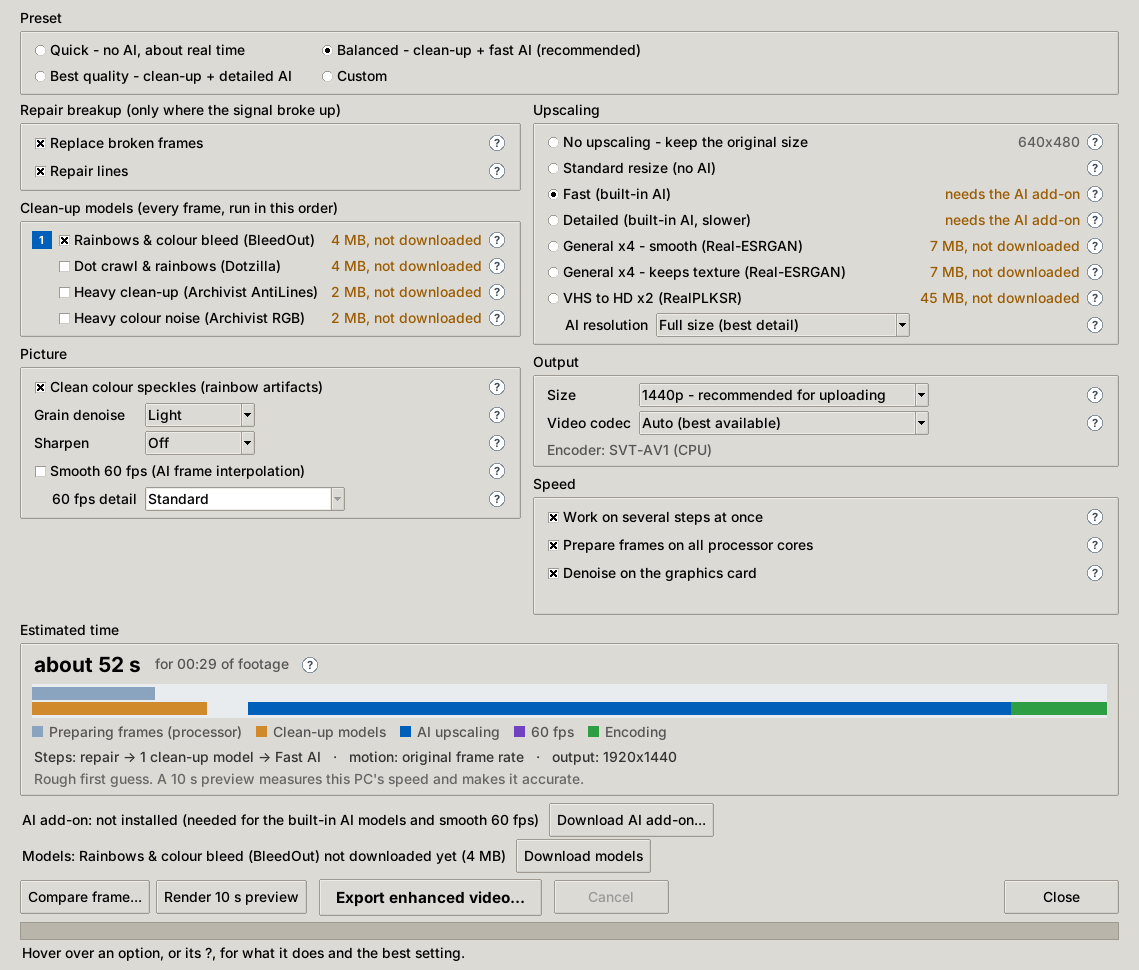 Preset
Quick - no AI, about real time
Balanced - clean-up + fast AI (recommended)
Best quality - clean-up + detailed AI
Custom
Repair breakup (only where the signal broke up)
Replace broken frames ?
Repair lines ?
Clean-up models (every frame, run in this order)
1 Rainbows & colour bleed (BleedOut) 4 MB, not downloaded ?
Dot crawl & rainbows (Dotzilla) 4 MB, not downloaded ?
Heavy clean-up (Archivist AntiLines) 2 MB, not downloaded ?
Heavy colour noise (Archivist RGB) 2 MB, not downloaded ?
Picture
Clean colour speckles (rainbow artifacts) ?
Grain denoise Light ?
Sharpen Off ?
Smooth 60 fps (AI frame interpolation) ?
60 fps detail Standard ?
Upscaling
No upscaling - keep the original size 640x480 ?
Standard resize (no AI) ?
Fast (built-in AI) needs the AI add-on ?
Detailed (built-in AI, slower) needs the AI add-on ?
General x4 - smooth (Real-ESRGAN) 7 MB, not downloaded ?
General x4 - keeps texture (Real-ESRGAN) 7 MB, not downloaded ?
VHS to HD x2 (RealPLKSR) 45 MB, not downloaded ?
AI resolution Full size (best detail) ?
Output
Size 1440p - recommended for uploading ?
Video codec Auto (best available) ?
Encoder: SVT-AV1 (CPU)
Speed
Work on several steps at once ?
Prepare frames on all processor cores ?
Denoise on the graphics card ?
Estimated time
about 52 s for 00:29 of footage ?
Preparing frames (processor) Clean-up models AI upscaling 60 fps Encoding
Steps: repair → 1 clean-up model → Fast AI · motion: original frame rate · output: 1920x1440
Rough first guess. A 10 s preview measures this PC's speed and makes it accurate.
AI add-on: not installed (needed for the built-in AI models and smooth 60 fps) Download AI add-on...
Models: Rainbows & colour bleed (BleedOut) not downloaded yet (4 MB) Download models
Compare frame... Render 10 s preview Export enhanced video... Cancel Close
Hover over an option, or its ?, for what it does and the best setting.